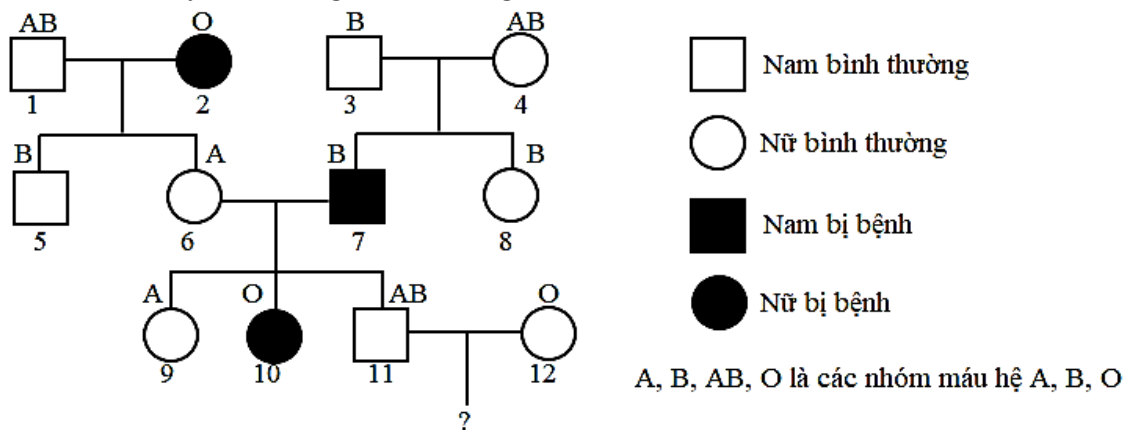 AB O B AB
1 2 3 4
B A B B
5 6 7 8
A O AB O
9 10 11 12
?
Nam bình thường
Nữ bình thường
Nam bị bệnh
Nữ bị bệnh
A, B, AB, O là các nhóm máu hệ A, B, O